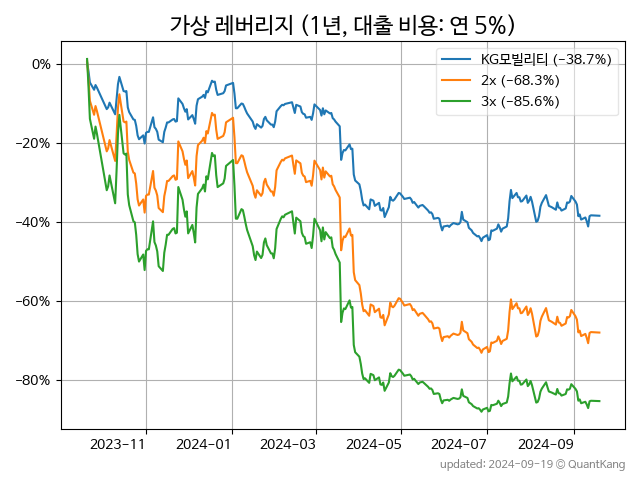 가상 레버리지 (1년, 대출 비용: 연 5%)
KG모빌리티 (−38.7%)
2x (−68.3%)
3x (−85.6%)
0%
−20%
−40%
−60%
−80%
2023-11 2024-01 2024-03 2024-05 2024-07 2024-09
updated: 2024-09-19 © QuantKang